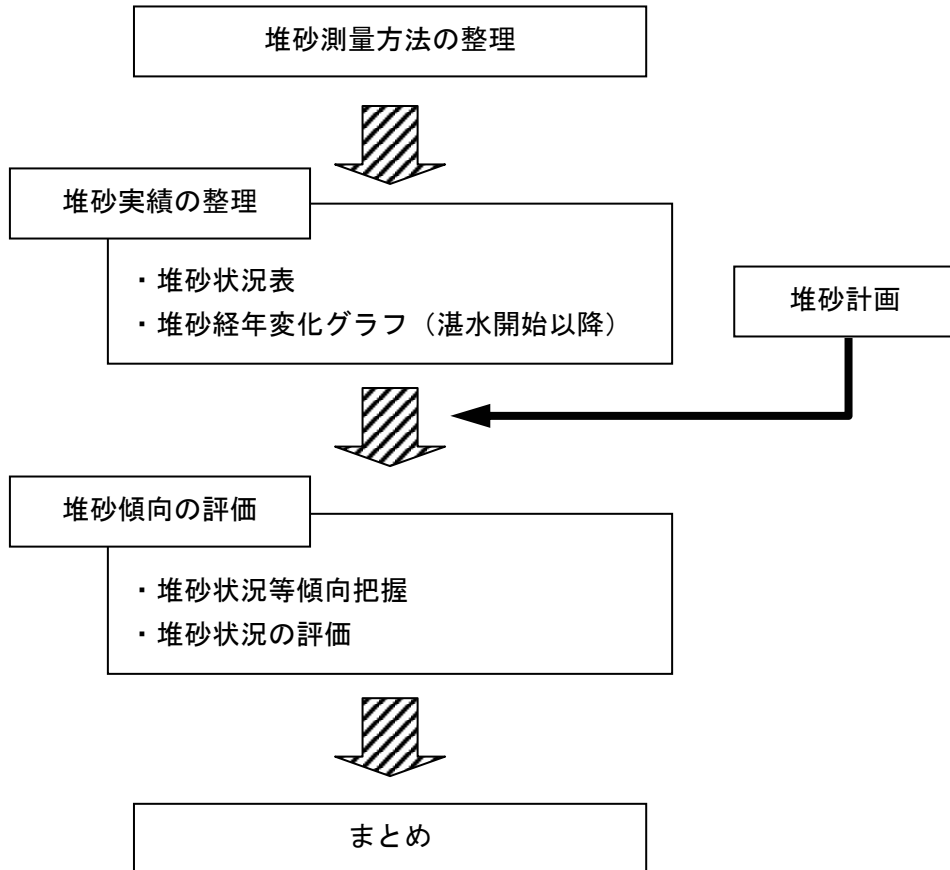 堆砂測量方法の整理
堆砂実績の整理
・堆砂状況表
・堆砂経年変化グラフ（湛水開始以降）
堆砂計画
堆砂傾向の評価
・堆砂状況等傾向把握
・堆砂状況の評価
まとめ